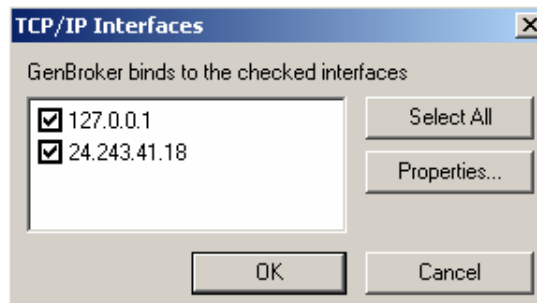 TCP/IP Interfaces
GenBroker binds to the checked interfaces
127.0.0.1
24.243.41.18
Select All
Properties...
OK
Cancel